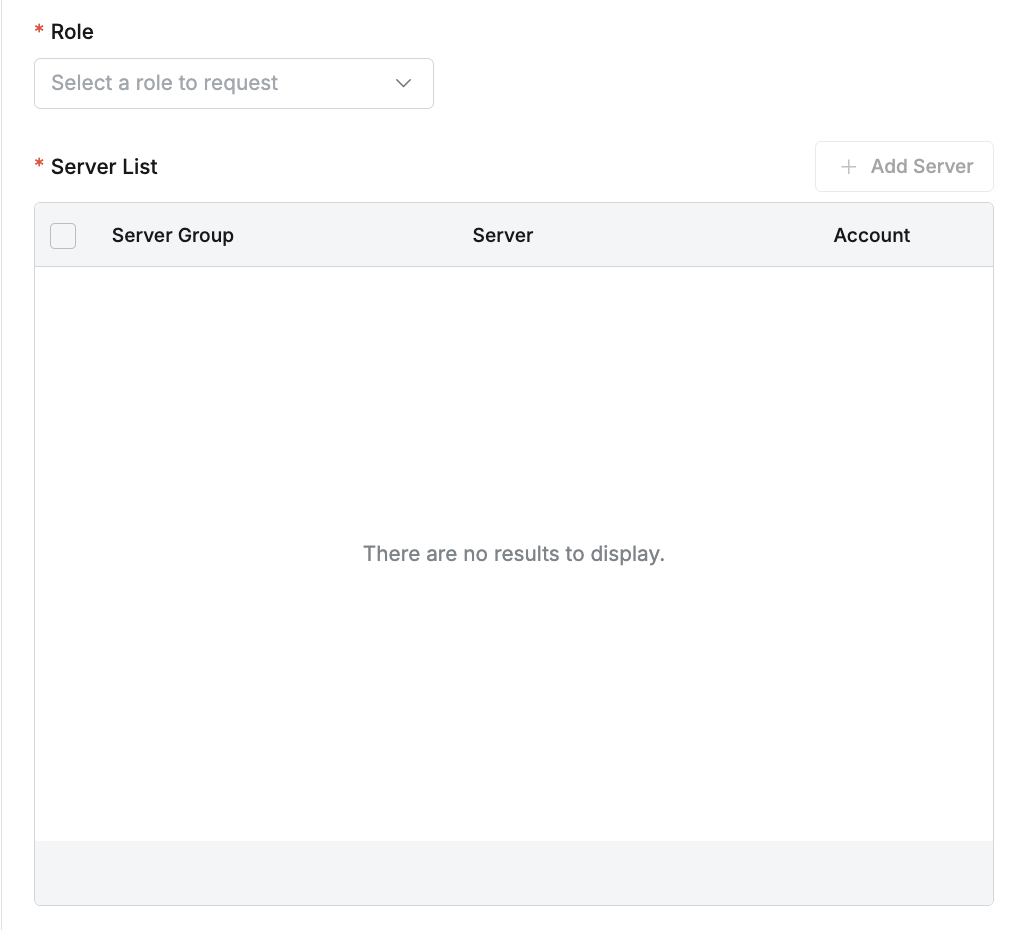 * Role
Select a role to request
* Server List
+ Add Server
Server Group Server Account
There are no results to display.